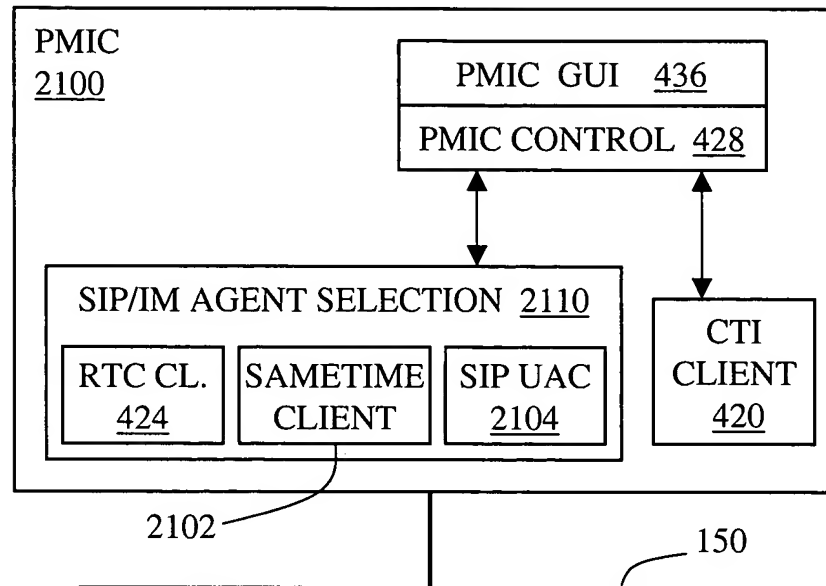 PMIC
2100
PMIC GUI 436
PMIC CONTROL 428
SIP/IM AGENT SELECTION 2110
RTC CL.
424
SAMETIME
CLIENT
SIP UAC
2104
CTI
CLIENT
420
2102
150